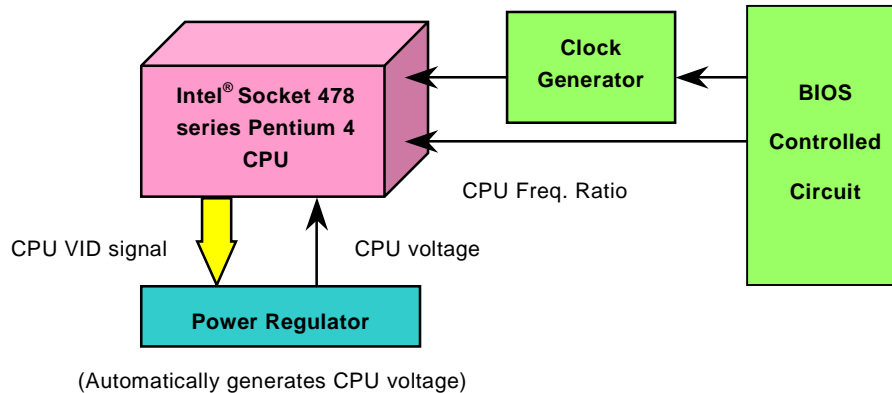 Intel® Socket 478
series Pentium 4
CPU
Clock
Generator
BIOS
Controlled
Circuit
CPU Freq. Ratio
CPU VID signal
CPU voltage
Power Regulator
(Automatically generates CPU voltage)